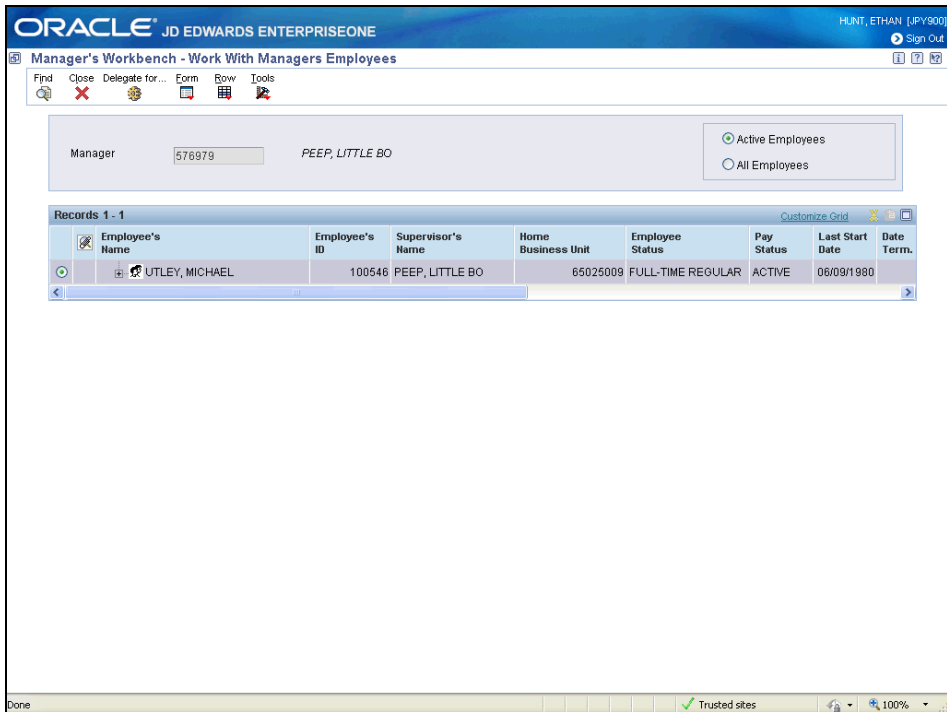 ORACLE® JD EDWARDS ENTERPRISEONE
HUNT, ETHAN [JPY900]
Sign Out
Manager's Workbench - Work With Managers Employees
Find Close Delegate for... Form Row Tools
Manager 576979 PEEP, LITTLE BO
Active Employees
All Employees
Records 1 - 1 Customize Grid
Employee's Name Employee's ID Supervisor's Name Home Business Unit Employee Status Pay Status Last Start Date Date Term.
UTLEY, MICHAEL 100546 PEEP, LITTLE BO 65025009 FULL-TIME REGULAR ACTIVE 06/09/1980
Done Trusted sites 100%